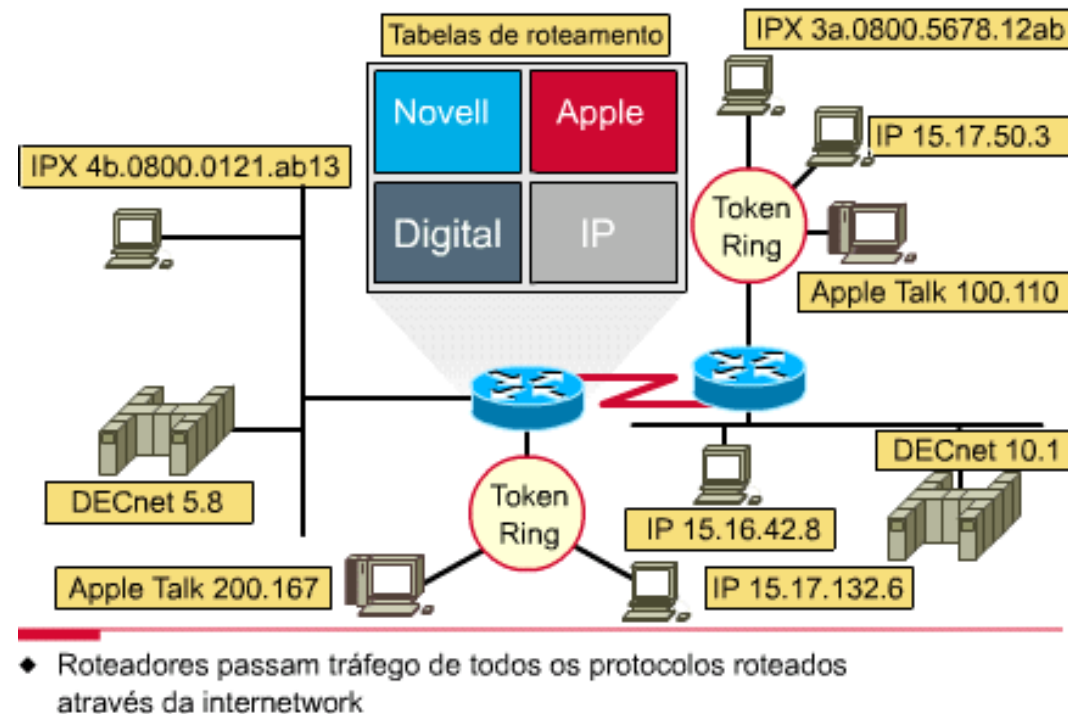 Tabelas de roteamento
IPX 3a.0800.5678.12ab
Novell
Apple
IP 15.17.50.3
IPX 4b.0800.0121.ab13
Digital
IP
Token
Ring
Apple Talk 100.110
DECnet 10.1
DECnet 5.8
Token
Ring
IP 15.16.42.8
Apple Talk 200.167
IP 15.17.132.6
◆ Roteadores passam tráfego de todos os protocolos roteados
através da internetwork